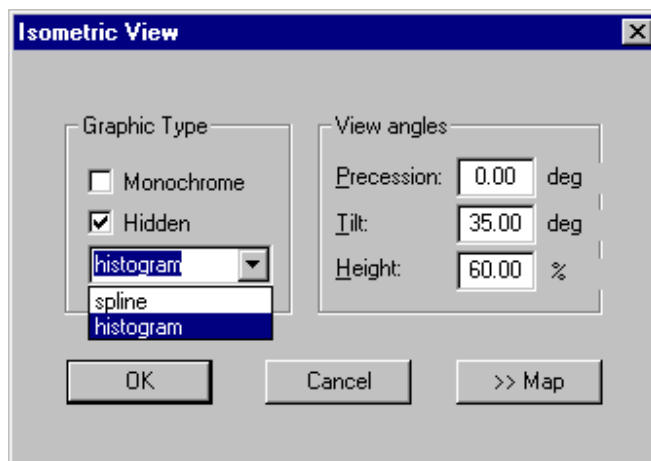 Isometric View
Graphic Type
Monochrome
Hidden
histogram
spline
histogram
View angles
Precession: 0.00 deg
Tilt: 35.00 deg
Height: 60.00 %
OK
Cancel
>> Map